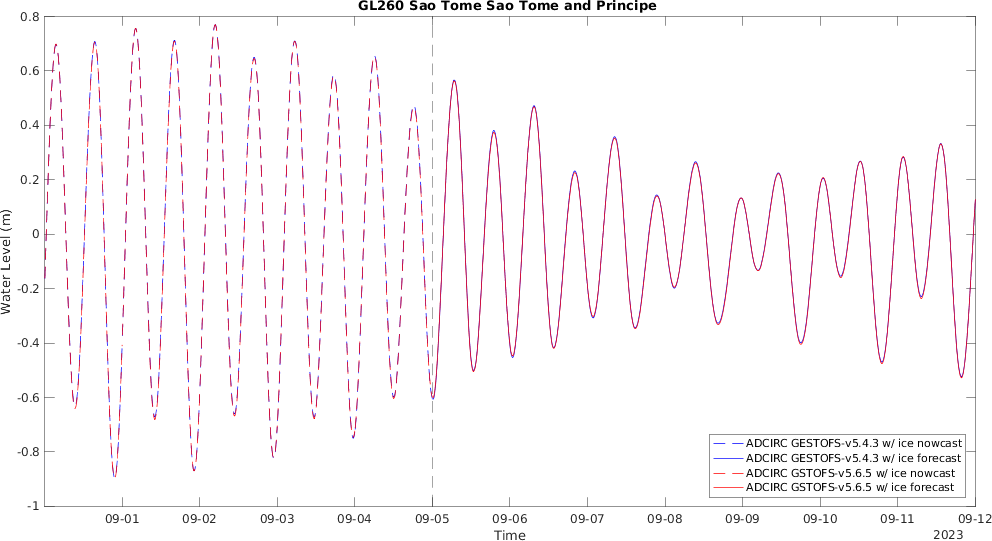 GL260 Sao Tome Sao Tome and Principe
0.8
0.6
0.4
0.2
0
-0.2
-0.4
-0.6
-0.8
-1
Water Level (m)
09-01 09-02 09-03 09-04 09-05 09-06 09-07 09-08 09-09 09-10 09-11 09-12
Time
2023
ADCIRC GESTOFS-v5.4.3 w/ ice nowcast
ADCIRC GESTOFS-v5.4.3 w/ ice forecast
ADCIRC GSTOFS-v5.6.5 w/ ice nowcast
ADCIRC GSTOFS-v5.6.5 w/ ice forecast